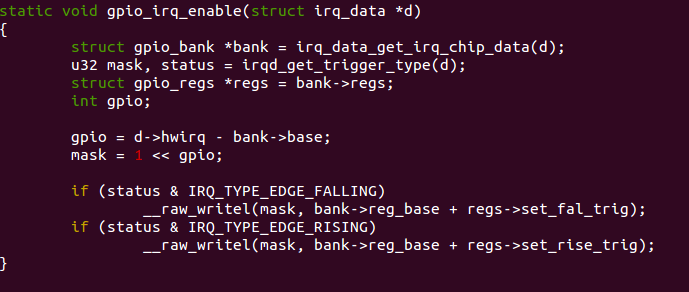 static void gpio_irq_enable(struct irq_data *d)
{
        struct gpio_bank *bank = irq_data_get_irq_chip_data(d);
        u32 mask, status = irqd_get_trigger_type(d);
        struct gpio_regs *regs = bank->regs;
        int gpio;

        gpio = d->hwirq - bank->base;
        mask = 1 << gpio;

        if (status & IRQ_TYPE_EDGE_FALLING)
                __raw_writel(mask, bank->reg_base + regs->set_fal_trig);
        if (status & IRQ_TYPE_EDGE_RISING)
                __raw_writel(mask, bank->reg_base + regs->set_rise_trig);
}